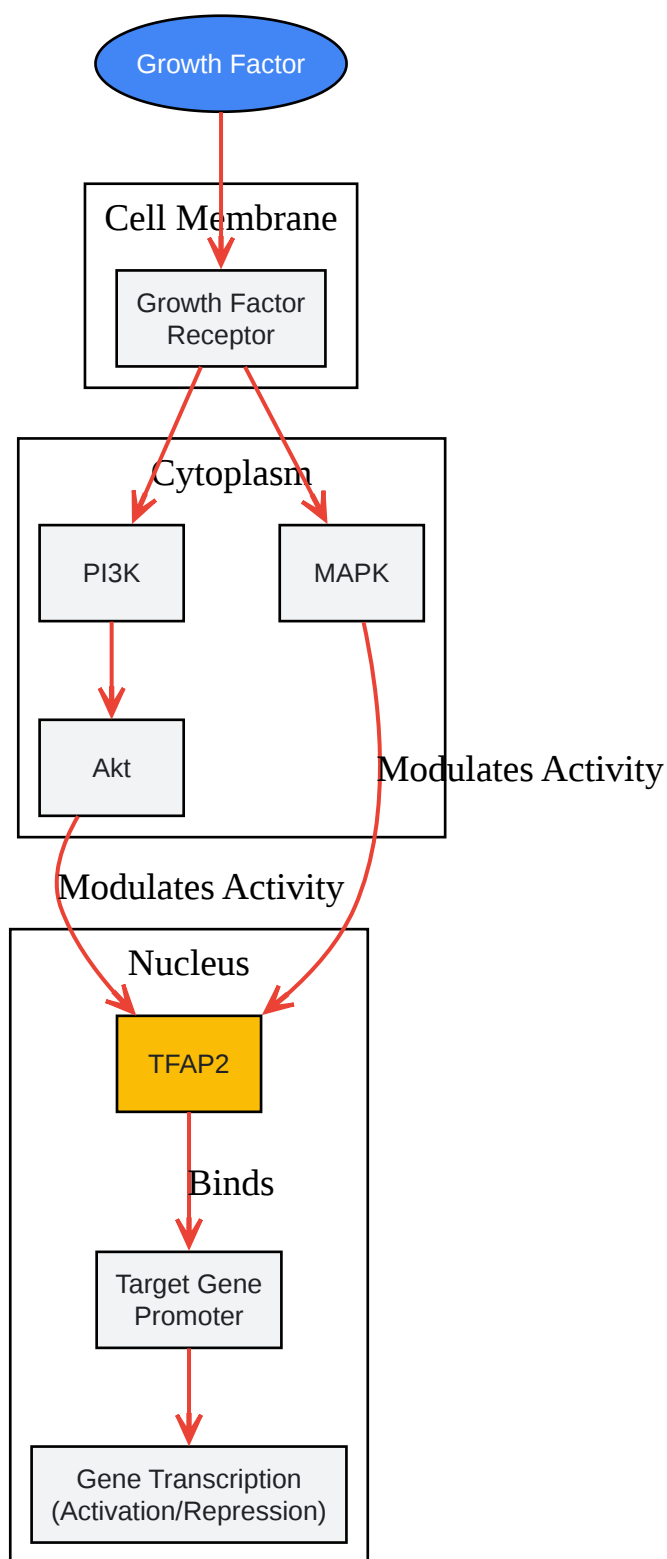 Growth Factor
Cell Membrane
Growth Factor
Receptor
Cytoplasm
PI3K
MAPK
Akt
Modulates Activity
Modulates Activity
Nucleus
TFAP2
Binds
Target Gene
Promoter
Gene Transcription
(Activation/Repression)